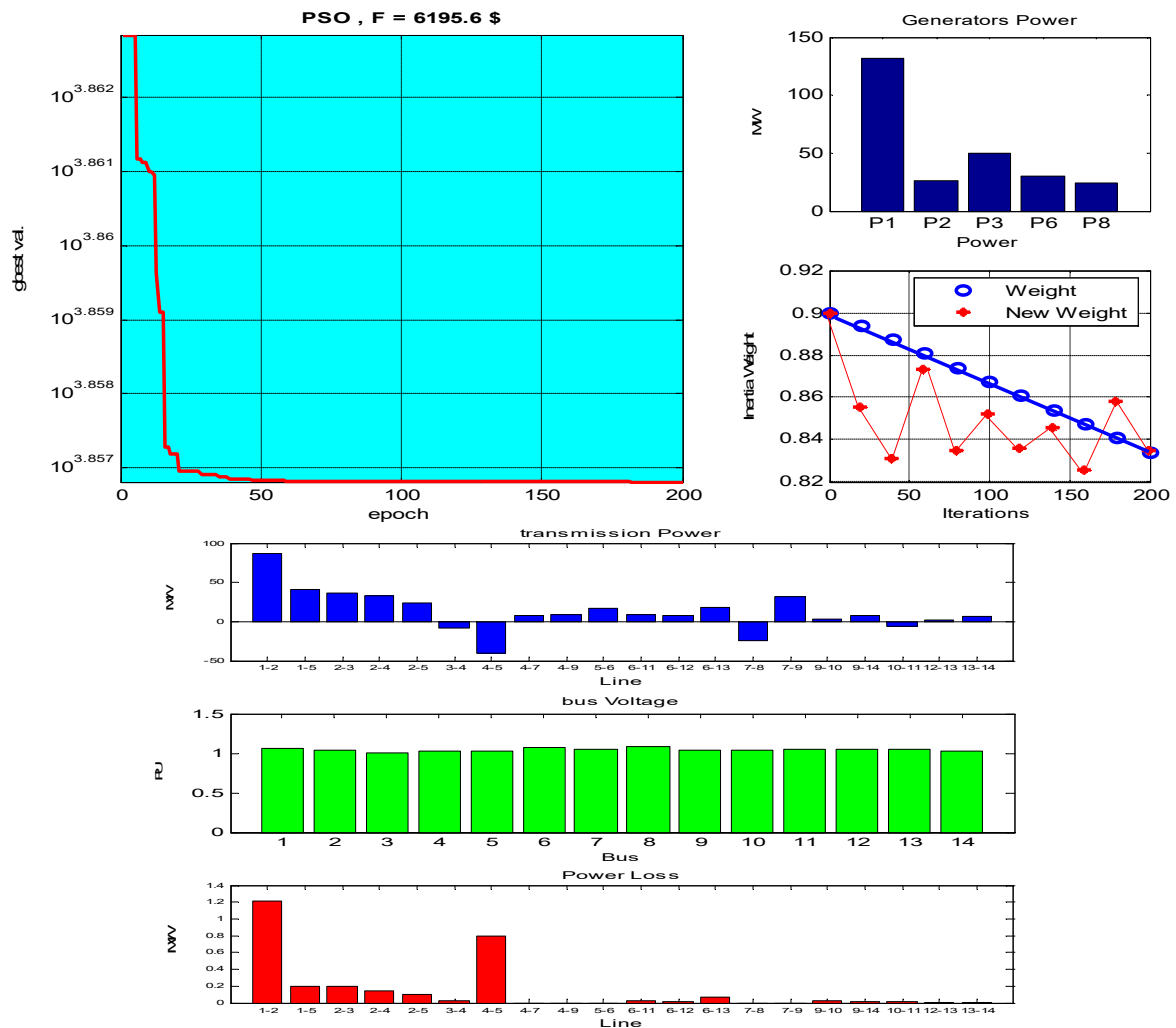 PSO , F = 6195.6 $
10^3.862
10^3.861
10^3.86
10^3.859
10^3.858
10^3.857
gbest val.
0 50 100 150 200
epoch
Generators Power
150
100
50
0
MW
P1 P2 P3 P6 P8
Power
0.92
0.9
0.88
0.86
0.84
0.82
Inertia Weight
Weight
New Weight
0 50 100 150 200
Iterations
transmission Power
100
50
0
-50
MW
1-2 1-5 2-3 2-4 2-5 3-4 4-5 4-7 4-9 5-6 6-11 6-12 6-13 7-8 7-9 9-10 9-14 10-11 12-13 13-14
Line
bus Voltage
1.5
1
0.5
0
PU
1 2 3 4 5 6 7 8 9 10 11 12 13 14
Bus
Power Loss
1.4
1.2
1
0.8
0.6
0.4
0.2
0
MW
1-2 1-5 2-3 2-4 2-5 3-4 4-5 4-7 4-9 5-6 6-11 6-12 6-13 7-8 7-9 9-10 9-14 10-11 12-13 13-14
Line